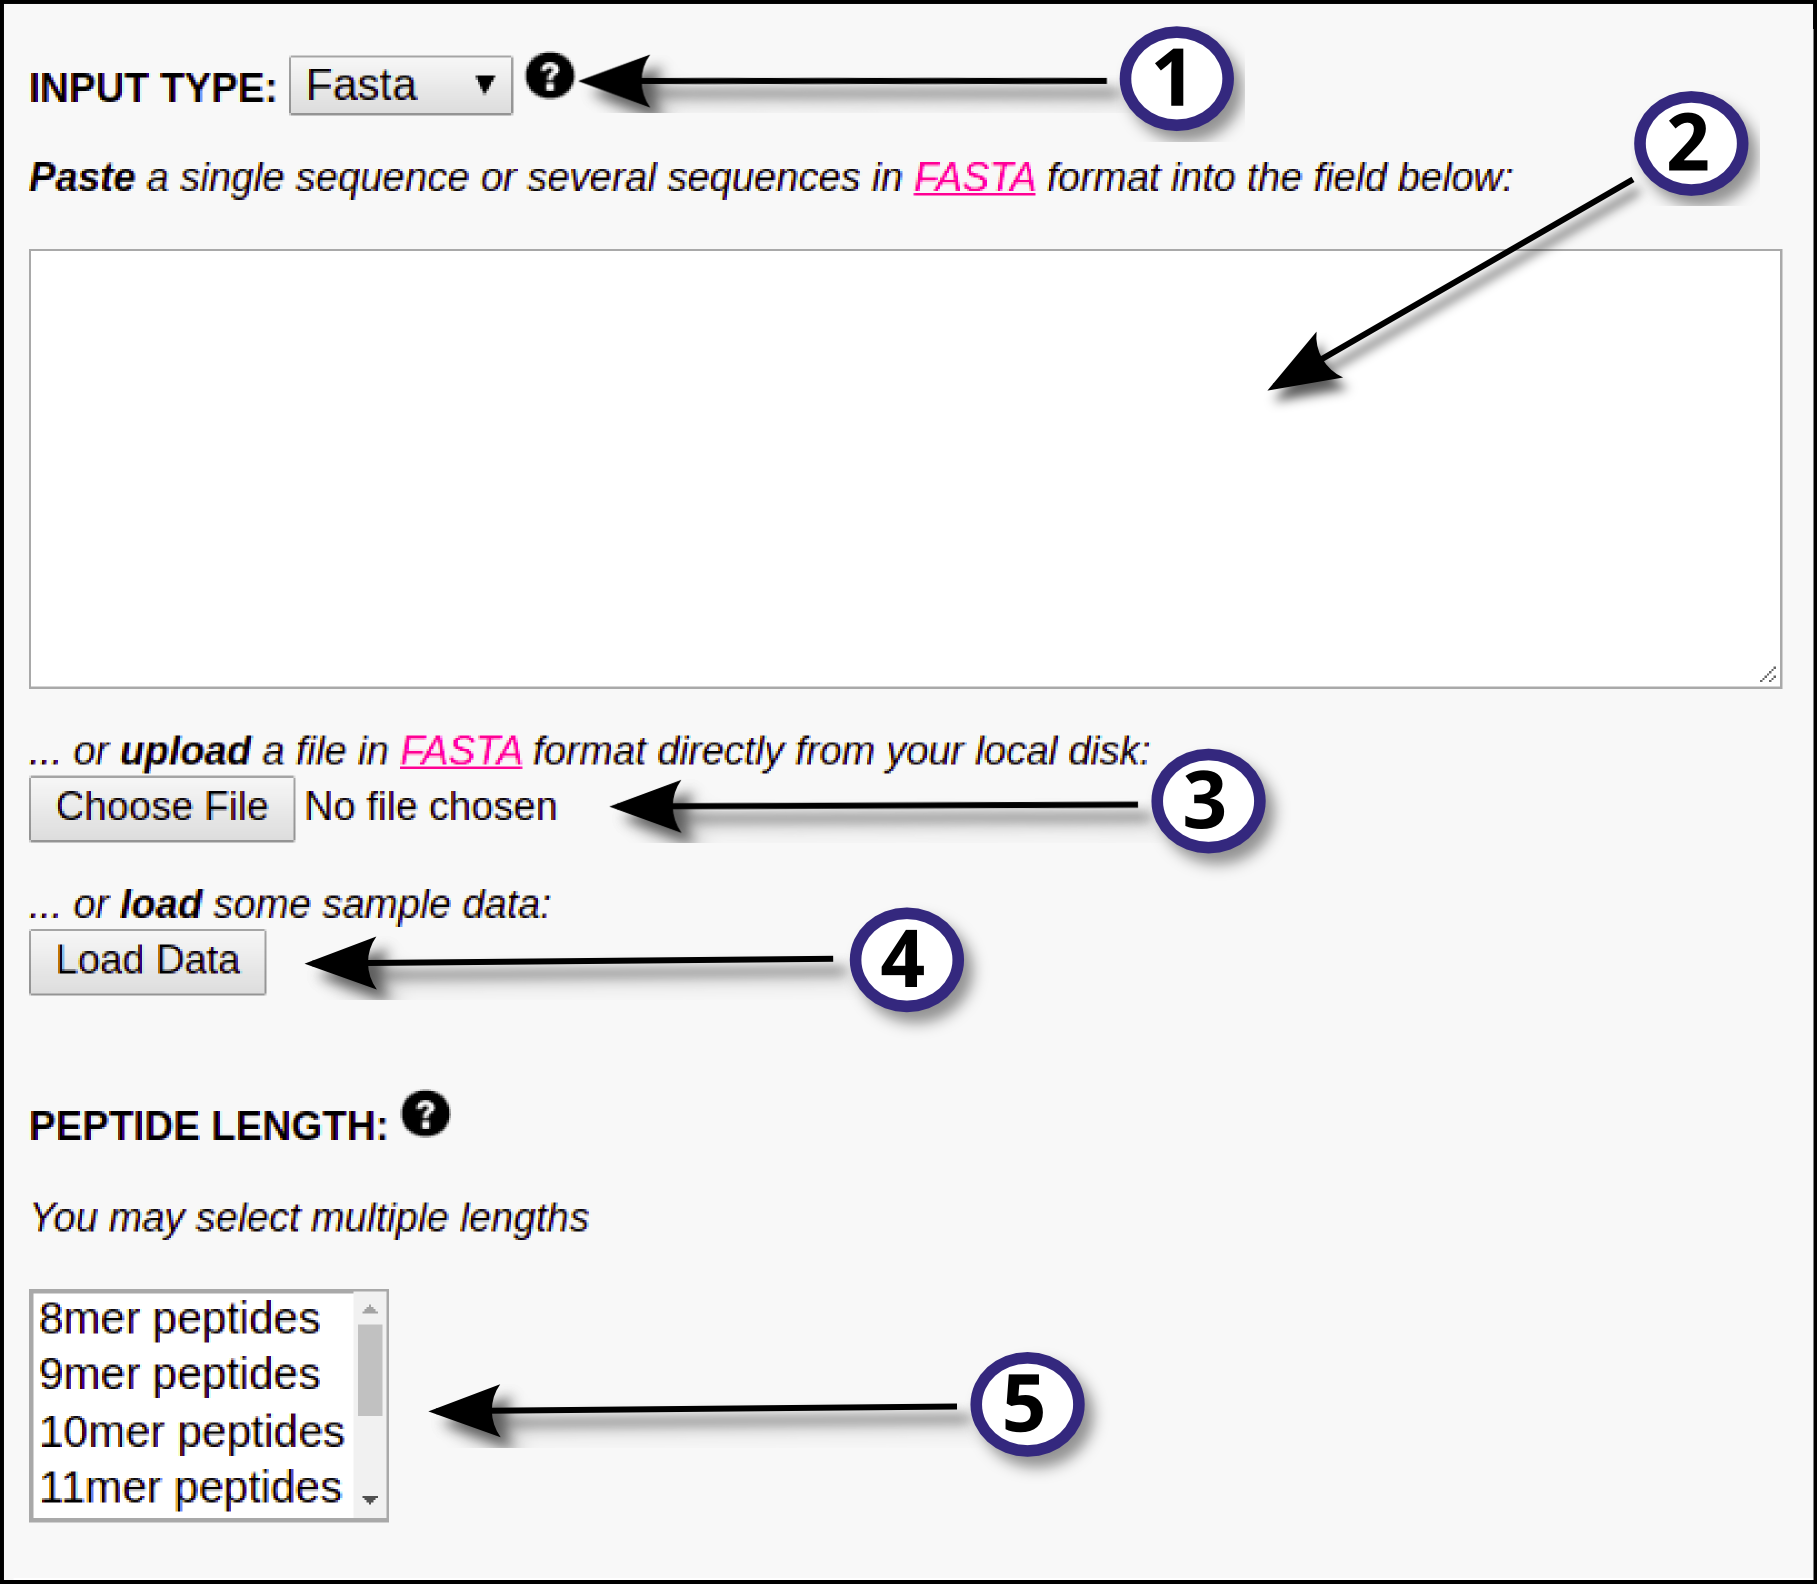 INPUT TYPE: Fasta ▼ ? 1
2
Paste a single sequence or several sequences in FASTA format into the field below:
... or upload a file in FASTA format directly from your local disk:
Choose File No file chosen 3
... or load some sample data:
Load Data 4
PEPTIDE LENGTH: ?
You may select multiple lengths
8mer peptides
9mer peptides
5
10mer peptides
11mer peptides